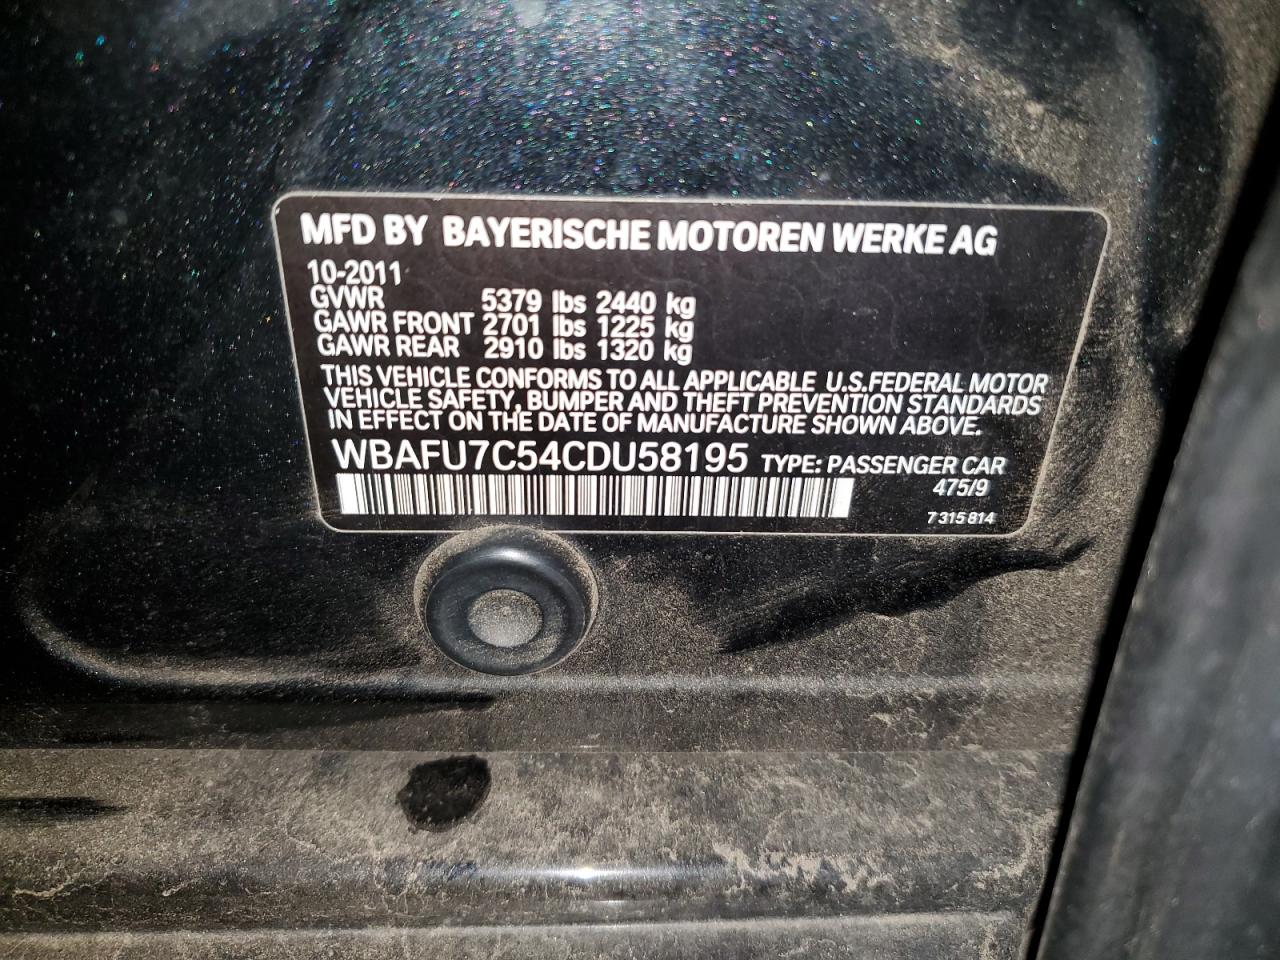 MFD BY BAYERISCHE MOTOREN WERKE AG
10-2011
GVWR 5379 lbs 2440 kg
GAWR FRONT 2701 lbs 1225 kg
GAWR REAR 2910 lbs 1320 kg
THIS VEHICLE CONFORMS TO ALL APPLICABLE U.S.FEDERAL MOTOR
VEHICLE SAFETY, BUMPER AND THEFT PREVENTION STANDARDS
IN EFFECT ON THE DATE OF MANUFACTURE SHOWN ABOVE.
WBAFU7C54CDU58195 TYPE: PASSENGER CAR
475/9
7 315 814